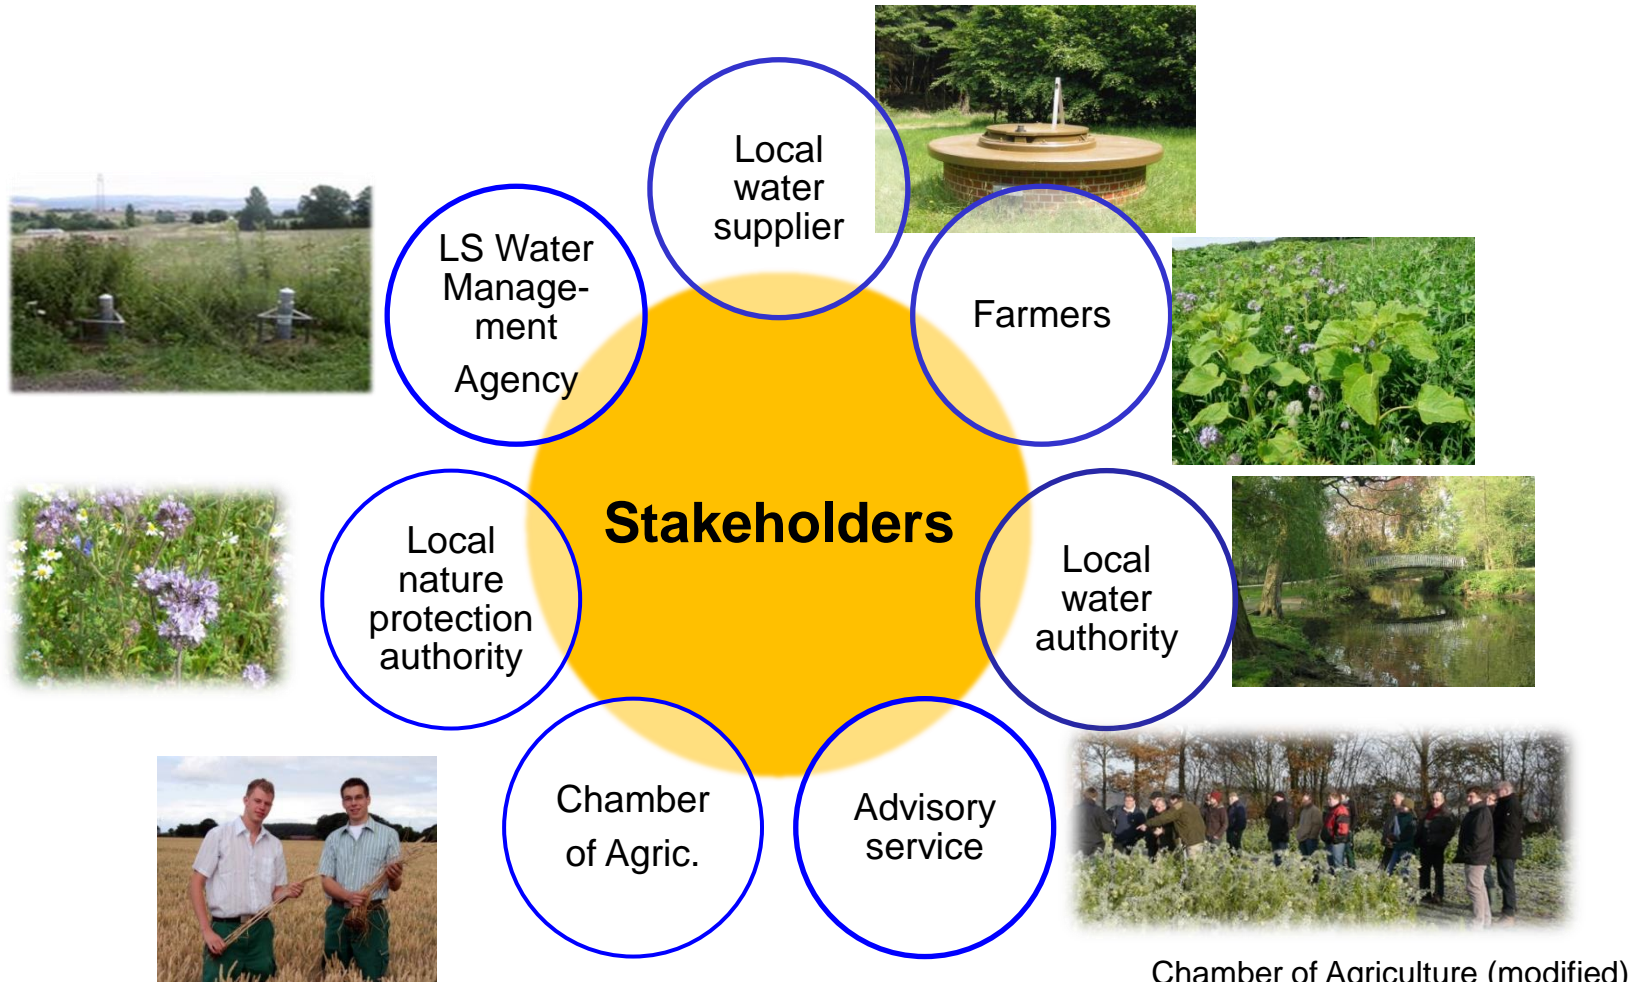 Local
water
supplier
LS Water
Manage-
ment
Agency
Farmers
Stakeholders
Local
nature
protection
authority
Local
water
authority
Chamber
of Agric.
Advisory
service
Chamber of Agriculture (modified)